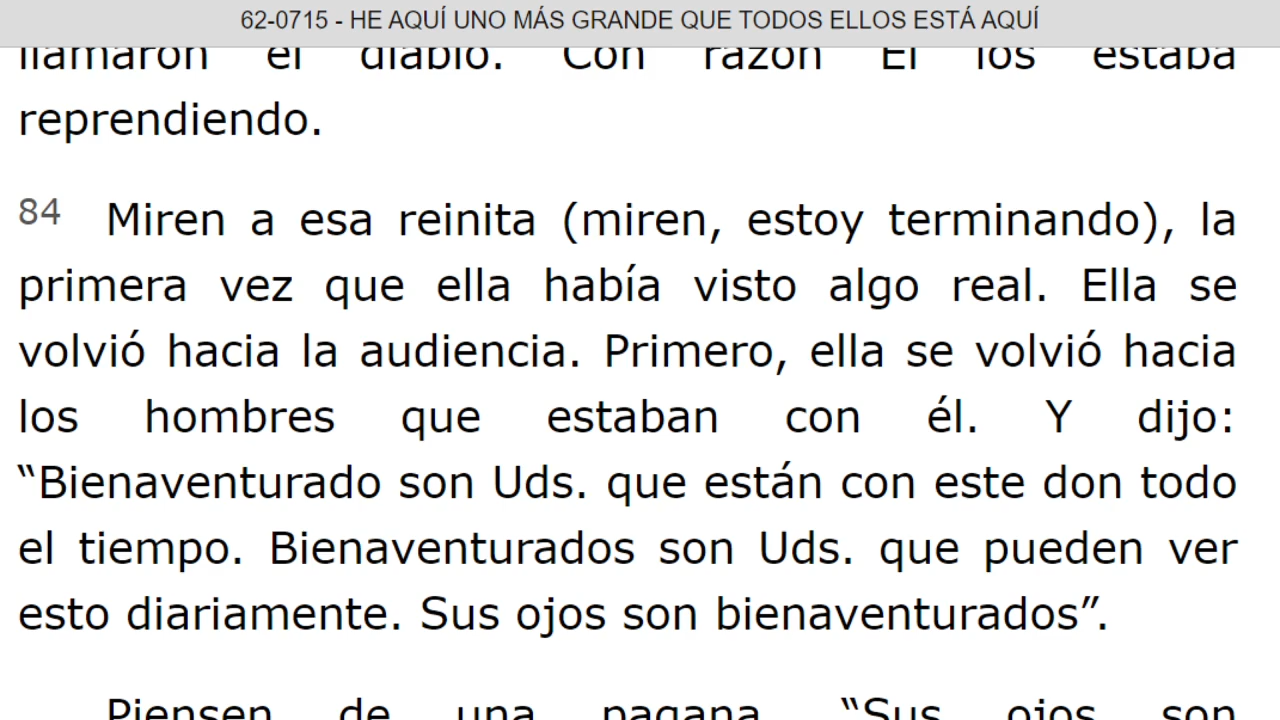 62-0715 - HE AQUÍ UNO MÁS GRANDE QUE TODOS ELLOS ESTÁ AQUÍ
llamaron el diablo. Con razón Él los estaba
reprendiendo.
84 Miren a esa reinita (miren, estoy terminando), la
primera vez que ella había visto algo real. Ella se
volvió hacia la audiencia. Primero, ella se volvió hacia
los hombres que estaban con él. Y dijo:
“Bienaventurado son Uds. que están con este don todo
el tiempo. Bienaventurados son Uds. que pueden ver
esto diariamente. Sus ojos son bienaventurados”.
Piensen de una pagana. “Sus ojos son